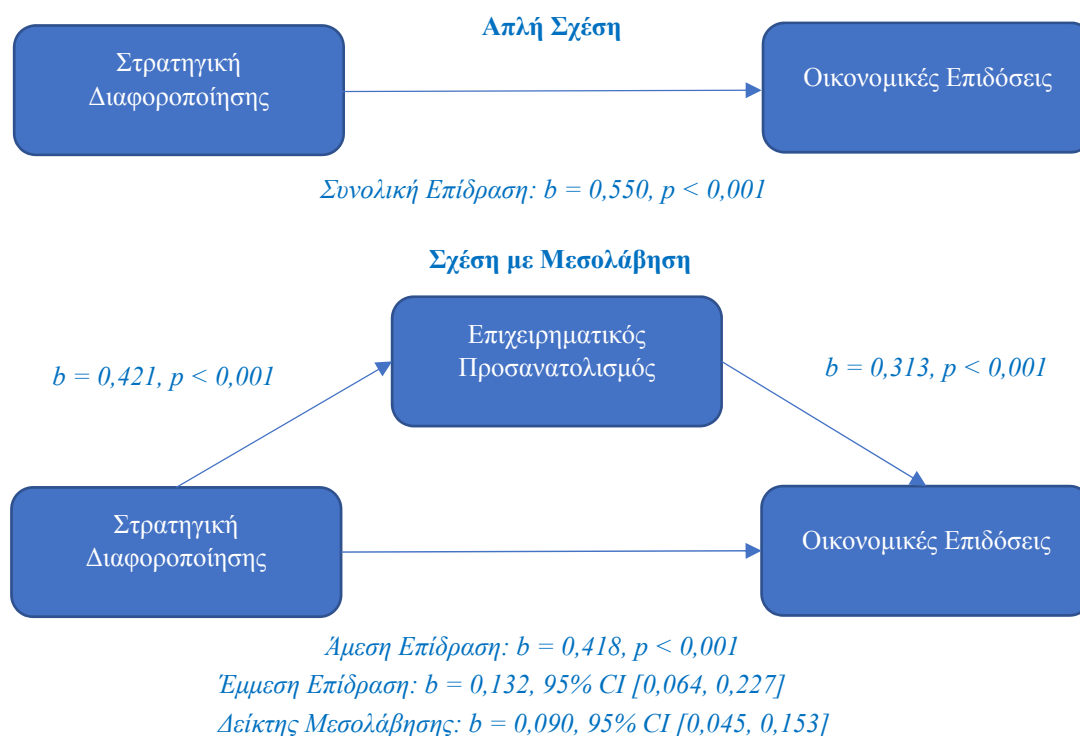 Απλή Σχέση
Στρατηγική
Διαφοροποίησης
Οικονομικές Επιδόσεις
Συνολική Επίδραση: b = 0,550, p < 0,001
Σχέση με Μεσολάβηση
Επιχειρηματικός
Προσανατολισμός
b = 0,421, p < 0,001
b = 0,313, p < 0,001
Στρατηγική
Διαφοροποίησης
Οικονομικές Επιδόσεις
Άμεση Επίδραση: b = 0,418, p < 0,001
Έμμεση Επίδραση: b = 0,132, 95% CI [0,064, 0,227]
Δείκτης Μεσολάβησης: b = 0,090, 95% CI [0,045, 0,153]